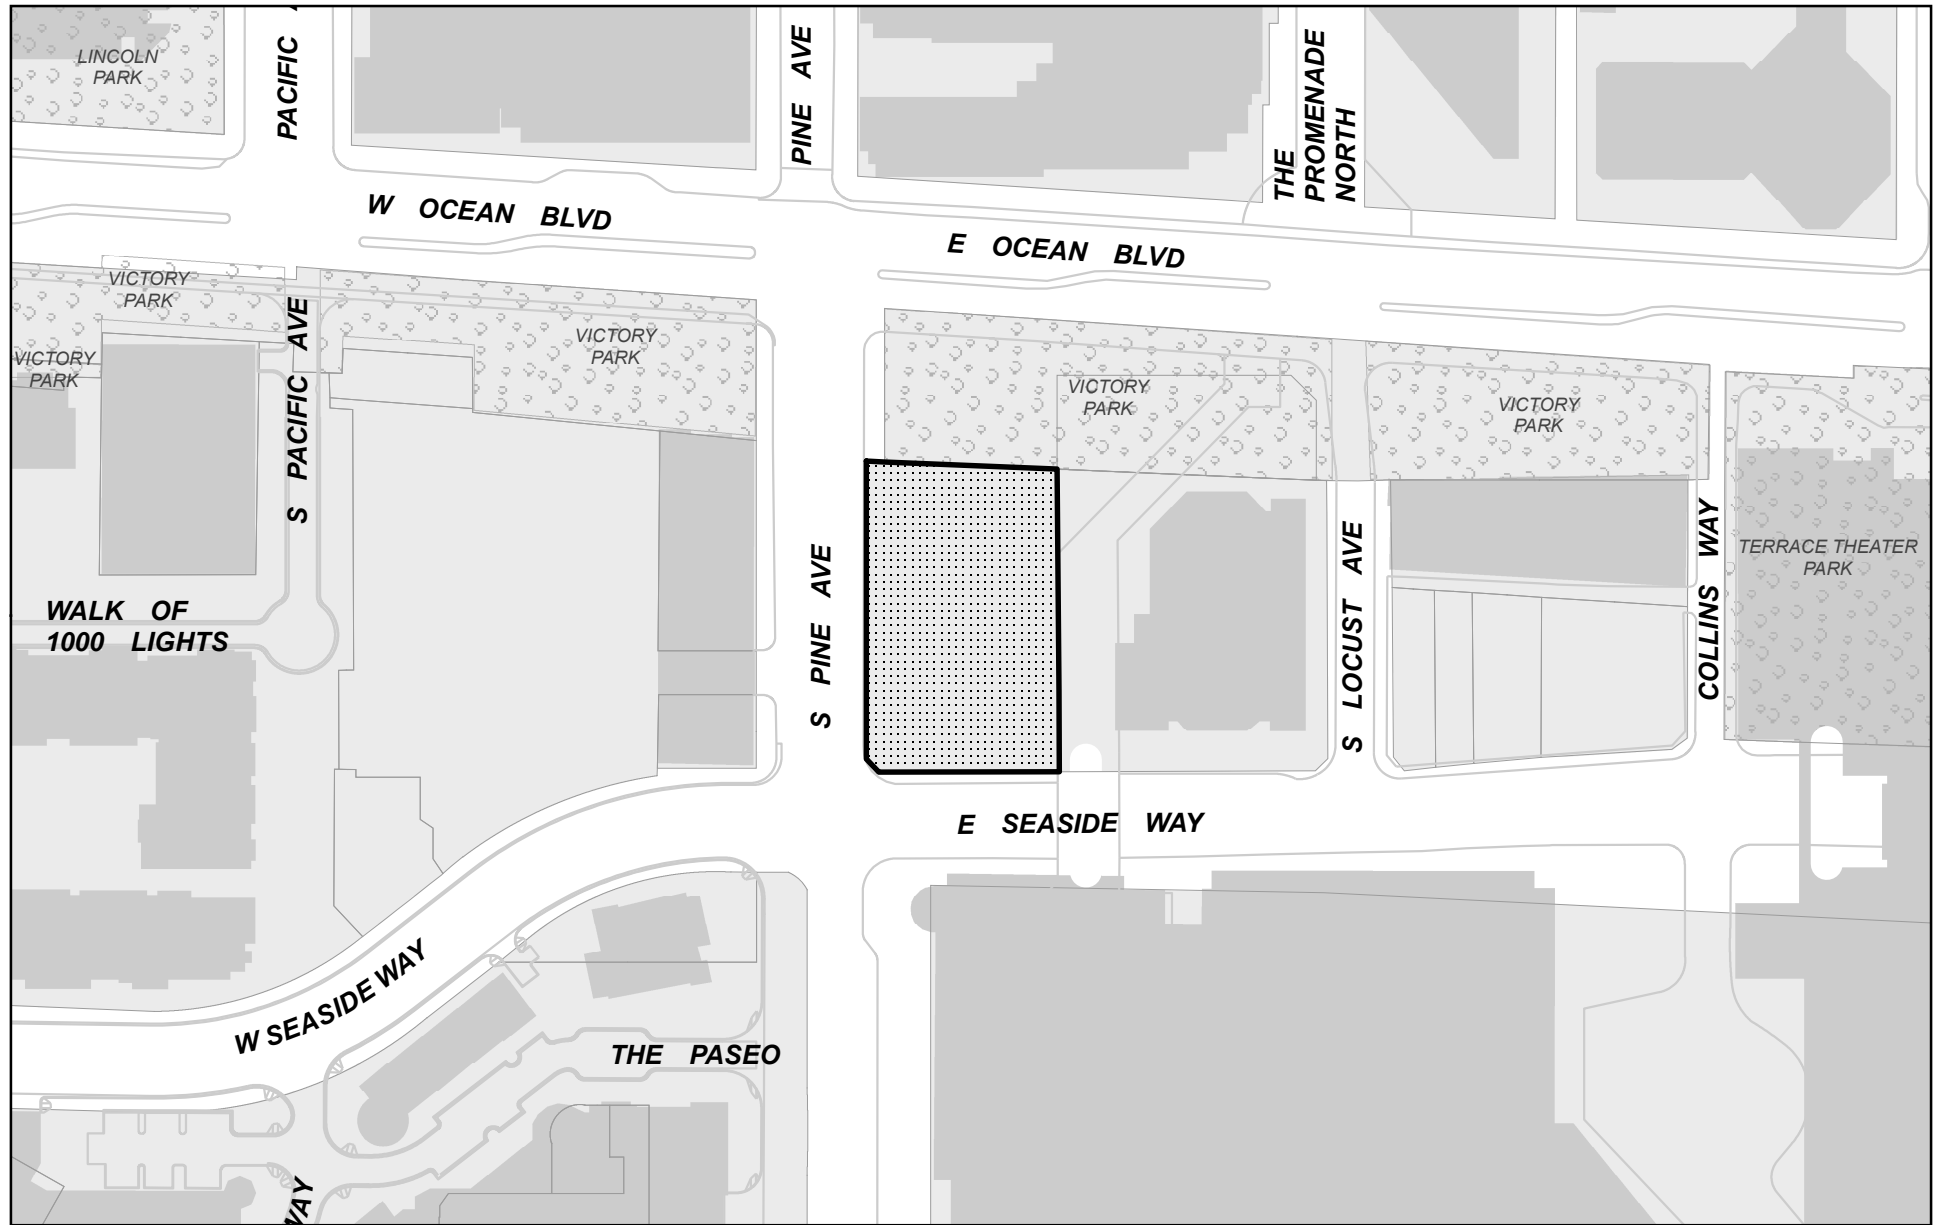 LINCOLN
PARK
PACIFIC
PINE AVE
THE
PROMENADE
NORTH
W OCEAN BLVD
E OCEAN BLVD
VICTORY
PARK
VICTORY
PARK
S PACIFIC AVE
VICTORY
PARK
VICTORY
PARK
VICTORY
PARK
S PINE AVE
S LOCUST AVE
COLLINS WAY
TERRACE THEATER
PARK
WALK OF
1000 LIGHTS
E SEASIDE WAY
W SEASIDE WAY
THE PASEO
WAY